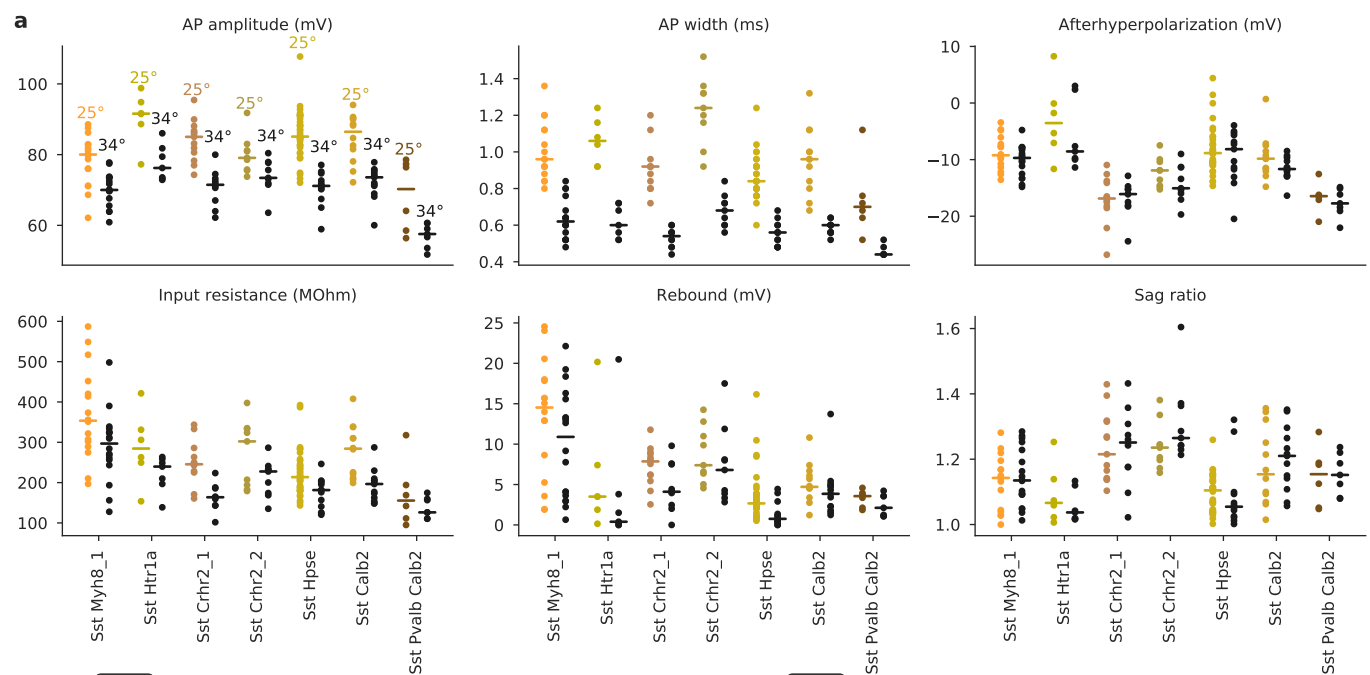 a
AP amplitude (mV)
AP width (ms)
Afterhyperpolarization (mV)
100
80
60
25°
34°
25°
34°
25°
34°
25°
34°
25°
34°
25°
34°
25°
34°
1.4
1.2
1.0
0.8
0.6
0.4
10
0
−10
−20
Input resistance (MOhm)
Rebound (mV)
Sag ratio
600
500
400
300
200
100
25
20
15
10
5
0
1.6
1.4
1.2
1.0
Sst Myh8_1
Sst Htr1a
Sst Crhr2_1
Sst Crhr2_2
Sst Hpse
Sst Calb2
Sst Pvalb Calb2
Sst Myh8_1
Sst Htr1a
Sst Crhr2_1
Sst Crhr2_2
Sst Hpse
Sst Calb2
Sst Pvalb Calb2
Sst Myh8_1
Sst Htr1a
Sst Crhr2_1
Sst Crhr2_2
Sst Hpse
Sst Calb2
Sst Pvalb Calb2